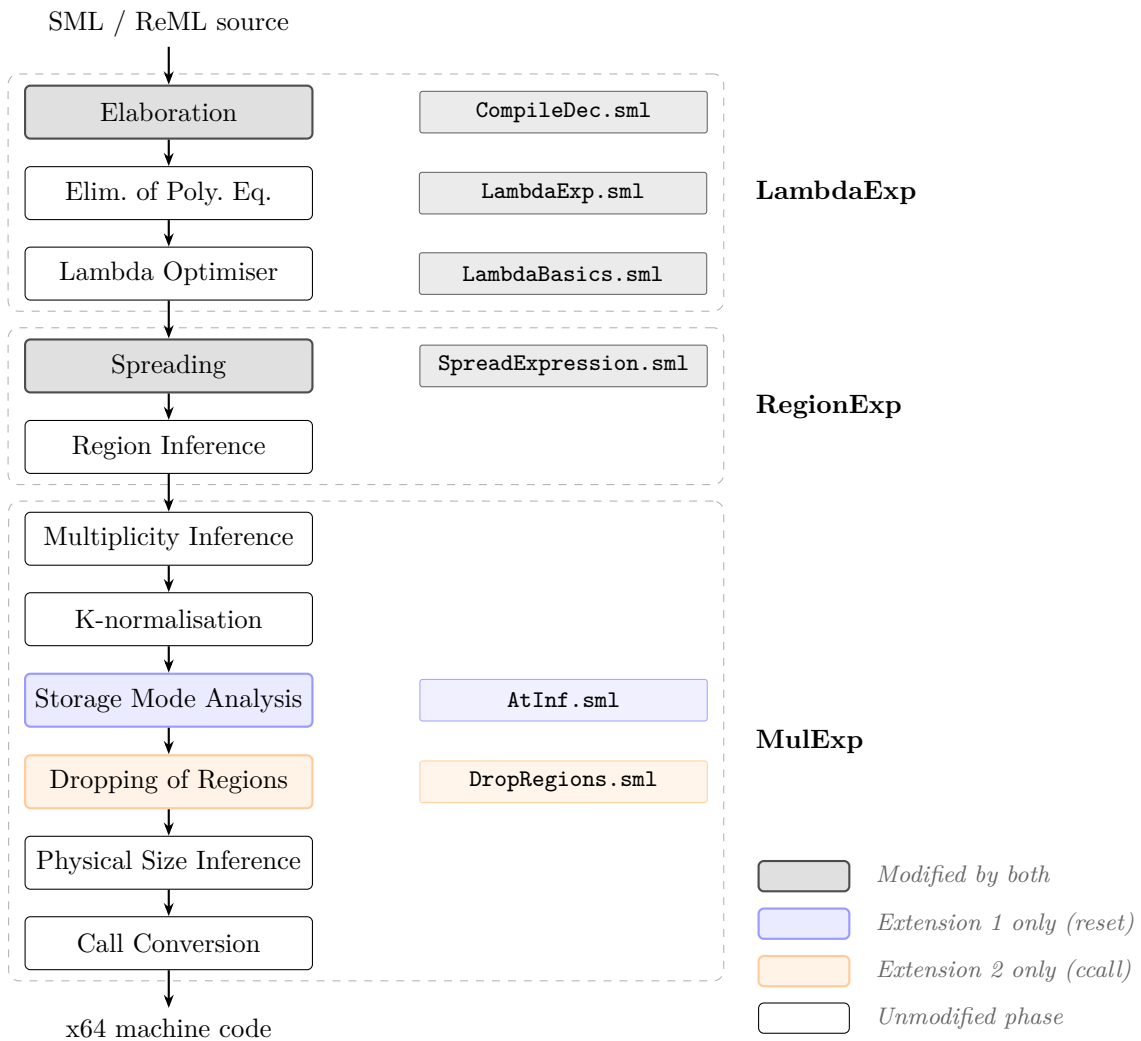 SML / ReML source
Elaboration
CompileDec.sml
Elim. of Poly. Eq.
LambdaExp.sml
LambdaExp
Lambda Optimiser
LambdaBasics.sml
Spreading
SpreadExpression.sml
RegionExp
Region Inference
Multiplicity Inference
K-normalisation
Storage Mode Analysis
AtInf.sml
MulExp
Dropping of Regions
DropRegions.sml
Physical Size Inference
Call Conversion
x64 machine code
Modified by both
Extension 1 only (reset)
Extension 2 only (ccall)
Unmodified phase